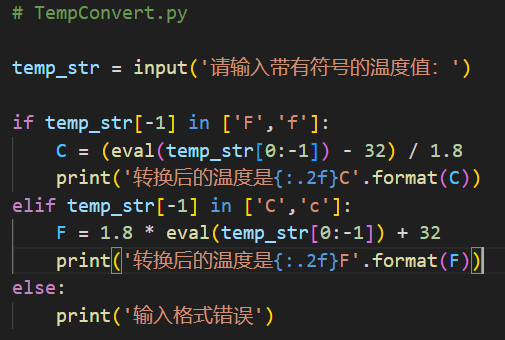 # TempConvert.py
temp_str = input('请输入带有符号的温度值：')
if temp_str[-1] in ['F','f']:
    C = (eval(temp_str[0:-1]) - 32) / 1.8
    print('转换后的温度是{:.2f}C'.format(C))
elif temp_str[-1] in ['C','c']:
    F = 1.8 * eval(temp_str[0:-1]) + 32
    print('转换后的温度是{:.2f}F'.format(F))
else:
    print('输入格式错误')